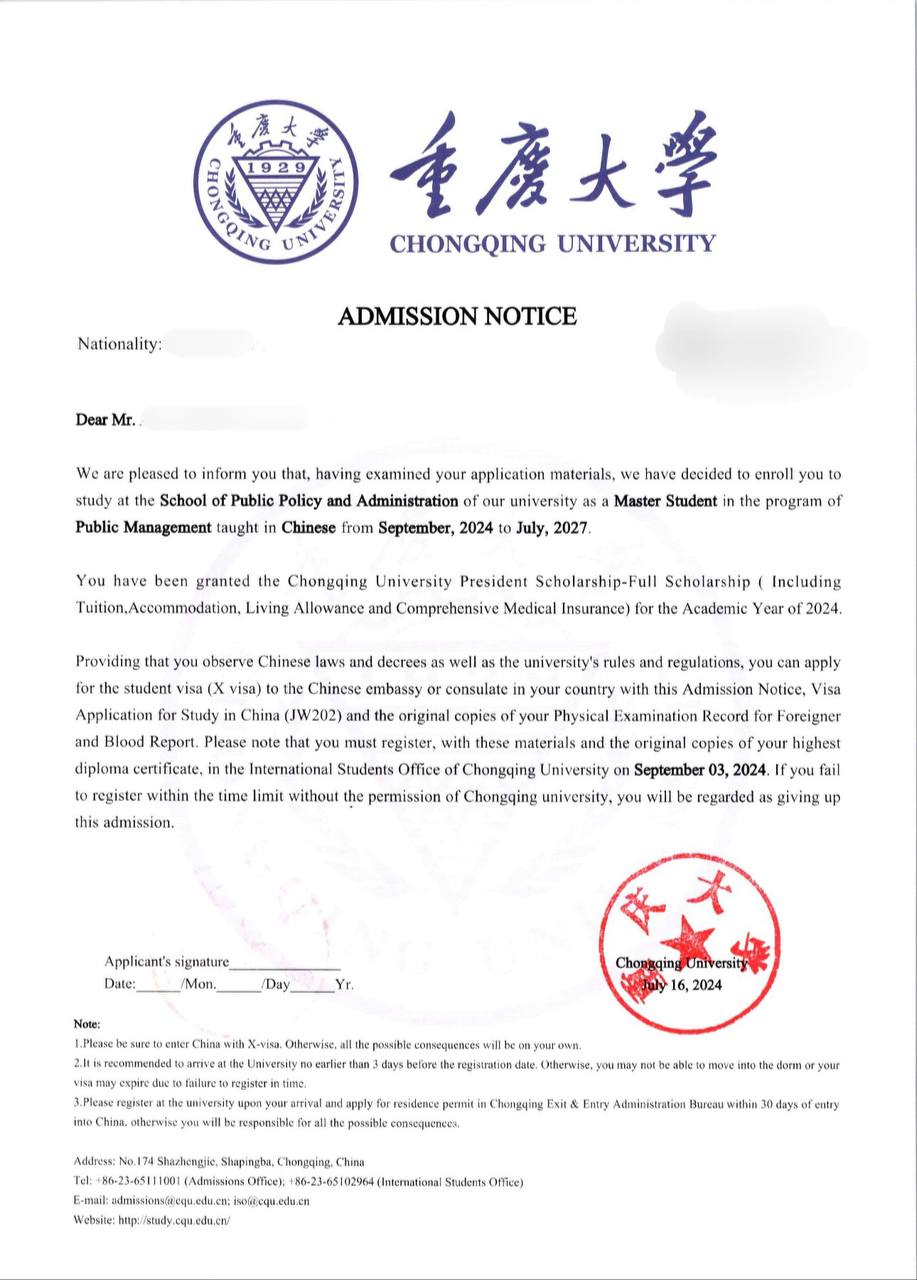 重慶大學
1929
CHONGQING UNIVERSITY
重慶大學
CHONGQING UNIVERSITY
ADMISSION NOTICE
Nationality:
Dear Mr.
We are pleased to inform you that, having examined your application materials, we have decided to enroll you to
study at the School of Public Policy and Administration of our university as a Master Student in the program of
Public Management taught in Chinese from September, 2024 to July, 2027.
You have been granted the Chongqing University President Scholarship-Full Scholarship ( Including
Tuition,Accommodation, Living Allowance and Comprehensive Medical Insurance) for the Academic Year of 2024.
Providing that you observe Chinese laws and decrees as well as the university's rules and regulations, you can apply
for the student visa (X visa) to the Chinese embassy or consulate in your country with this Admission Notice, Visa
Application for Study in China (JW202) and the original copies of your Physical Examination Record for Foreigner
and Blood Report. Please note that you must register, with these materials and the original copies of your highest
diploma certificate, in the International Students Office of Chongqing University on September 03, 2024. If you fail
to register within the time limit without the permission of Chongqing university, you will be regarded as giving up
this admission.
Applicant's signature____________
Date:_____/Mon._____/Day_____Yr.
Chongqing University
July 16, 2024
Note:
1.Please be sure to enter China with X-visa. Otherwise, all the possible consequences will be on your own.
2.It is recommended to arrive at the University no earlier than 3 days before the registration date. Otherwise, you may not be able to move into the dorm or your
visa may expire due to failure to register in time.
3.Please register at the university upon your arrival and apply for residence permit in Chongqing Exit & Entry Administration Bureau within 30 days of entry
into China, otherwise you will be responsible for all the possible consequences.
Address: No.174 Shazhengjie, Shapingba, Chongqing, China
Tel: +86-23-65111001 (Admissions Office); +86-23-65102964 (International Students Office)
E-mail: admissions@cqu.edu.cn; iso@cqu.edu.cn
Website: http://study.cqu.edu.cn/